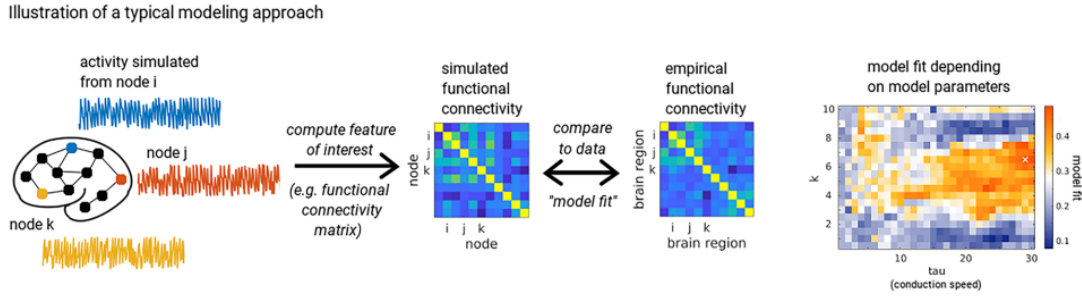 Illustration of a typical modeling approach
activity simulated
from node i
node j
node k
compute feature
of interest
(e.g. functional
connectivity
matrix)
simulated
functional
connectivity
node
i
j
k
i j k
node
compare
to data
"model fit"
empirical
functional
connectivity
brain region
i
j
k
i j k
brain region
model fit depending
on model parameters
k
10
8
6
4
2
10 20 30
tau
(conduction speed)
0.4
0.3
0.2
0.1
model fit